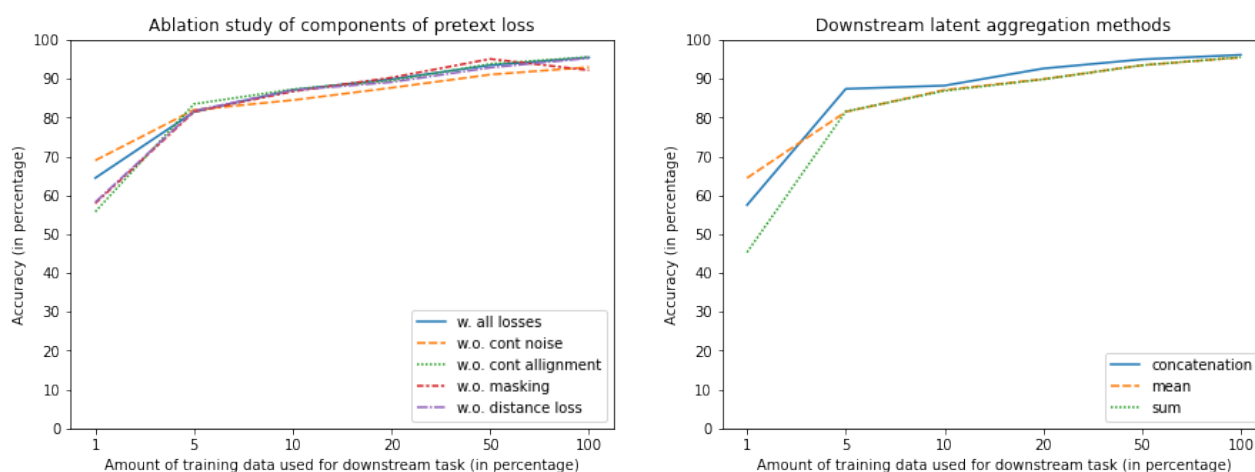 Ablation study of components of pretext loss
Accuracy (in percentage)
100
90
80
70
60
50
40
30
20
10
0
w. all losses
w.o. cont noise
w.o. cont allignment
w.o. masking
w.o. distance loss
1 5 10 20 50 100
Amount of training data used for downstream task (in percentage)
Downstream latent aggregation methods
Accuracy (in percentage)
100
90
80
70
60
50
40
30
20
10
0
concatenation
mean
sum
1 5 10 20 50 100
Amount of training data used for downstream task (in percentage)